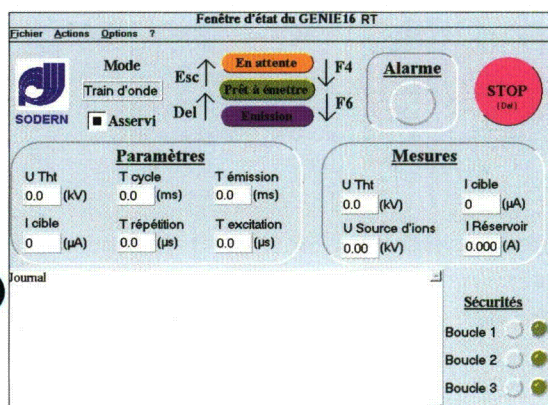 Fenêtre d'état du GENIE16 RT
Fichier Actions Options ?
SODERN
Mode
Train d'onde
Asservi
Esc
Del
En attente
Prêt à émettre
Emission
F4
F6
Alarme
STOP
(Del)
Paramètres
U Tht T cycle T émission
0.0 (kV) 0.0 (ms) 0.0 (ms)
I cible T répétition T excitation
0 (µA) 0.0 (µs) 0.0 (µs)
Mesures
U Tht I cible
0.0 (kV) 0 (µA)
U Source d'ions I Réservoir
0.00 (kV) 0.000 (A)
Journal
Sécurités
Boucle 1
Boucle 2
Boucle 3